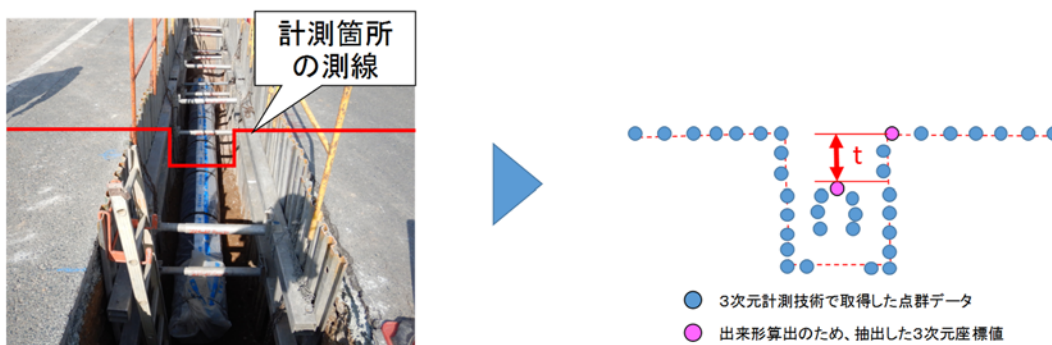 計測箇所
の測線
t
３次元計測技術で取得した点群データ
出来形算出のため、抽出した３次元座標値